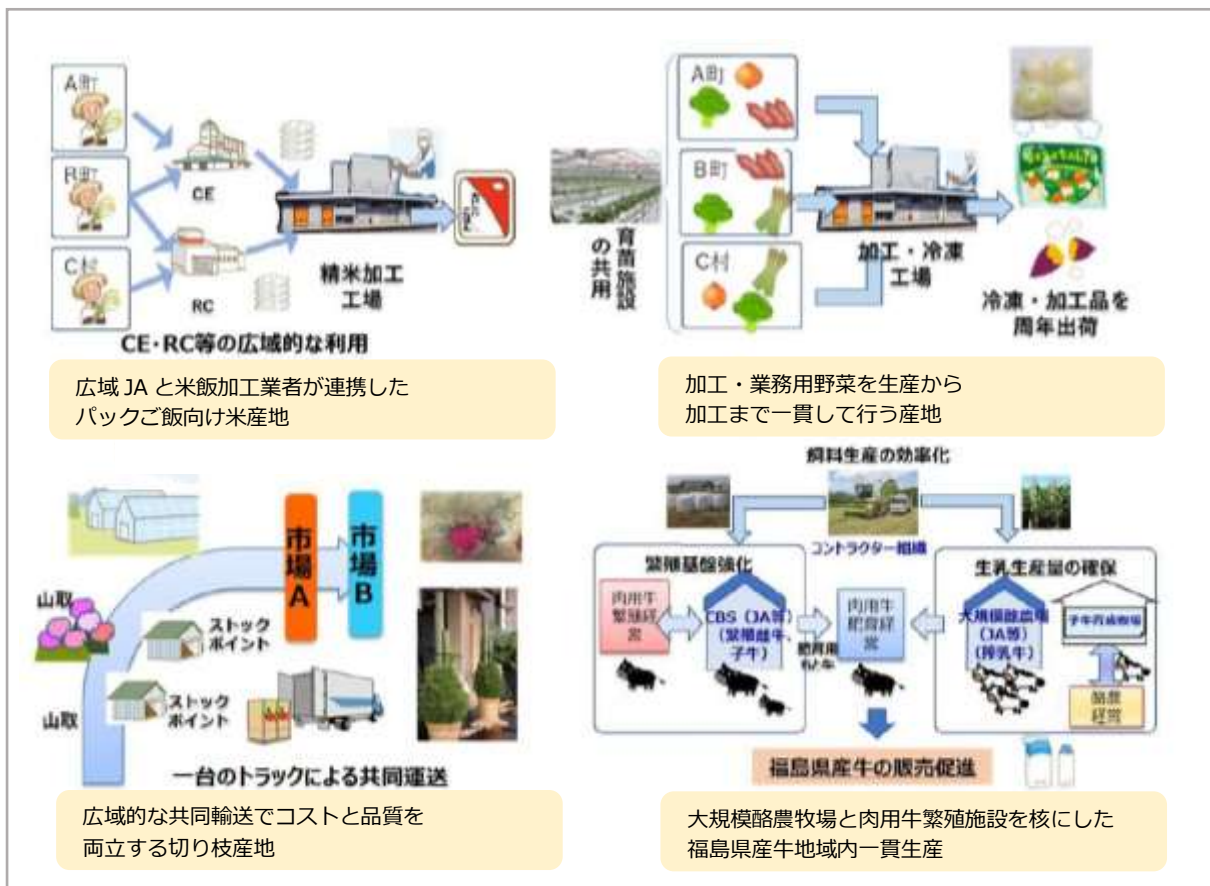 A町
B町
C村
CE
RC
精米加工
工場
CE・RC等の広域的な利用
広域 JA と米飯加工業者が連携した
パックご飯向け米産地
育苗施設
の共用
A町
B町
C村
加工・冷凍
工場
冷凍・加工品を
周年出荷
加工・業務用野菜を生産から
加工まで一貫して行う産地
山取
山取
ストック
ポイント
ストック
ポイント
市場A
市場B
一台のトラックによる共同運送
広域的な共同輸送でコストと品質を
両立する切り枝産地
飼料生産の効率化
コントラクター組織
繁殖基盤強化
肉用牛
繁殖経
営
CBS（JA等）
（繁殖雌牛、
子牛）
肥育用
もと牛
肉用牛
肥育経
営
生乳生産量の確保
大規模酪農場
（JA等）
（搾乳牛）
子牛育成牧場
酪農
経営
福島県産牛の販売促進
大規模酪農牧場と肉用牛繁殖施設を核にした
福島県産牛地域内一貫生産